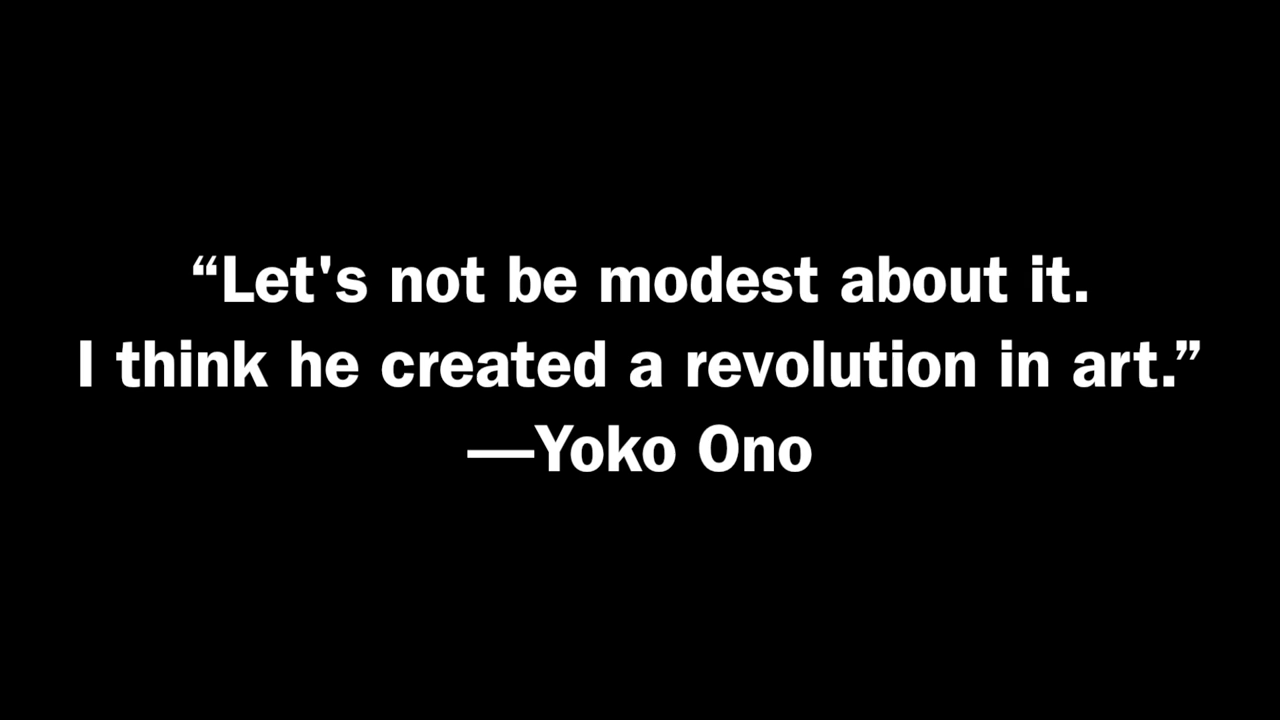 “Let's not be modest about it.
I think he created a revolution in art.”
—Yoko Ono